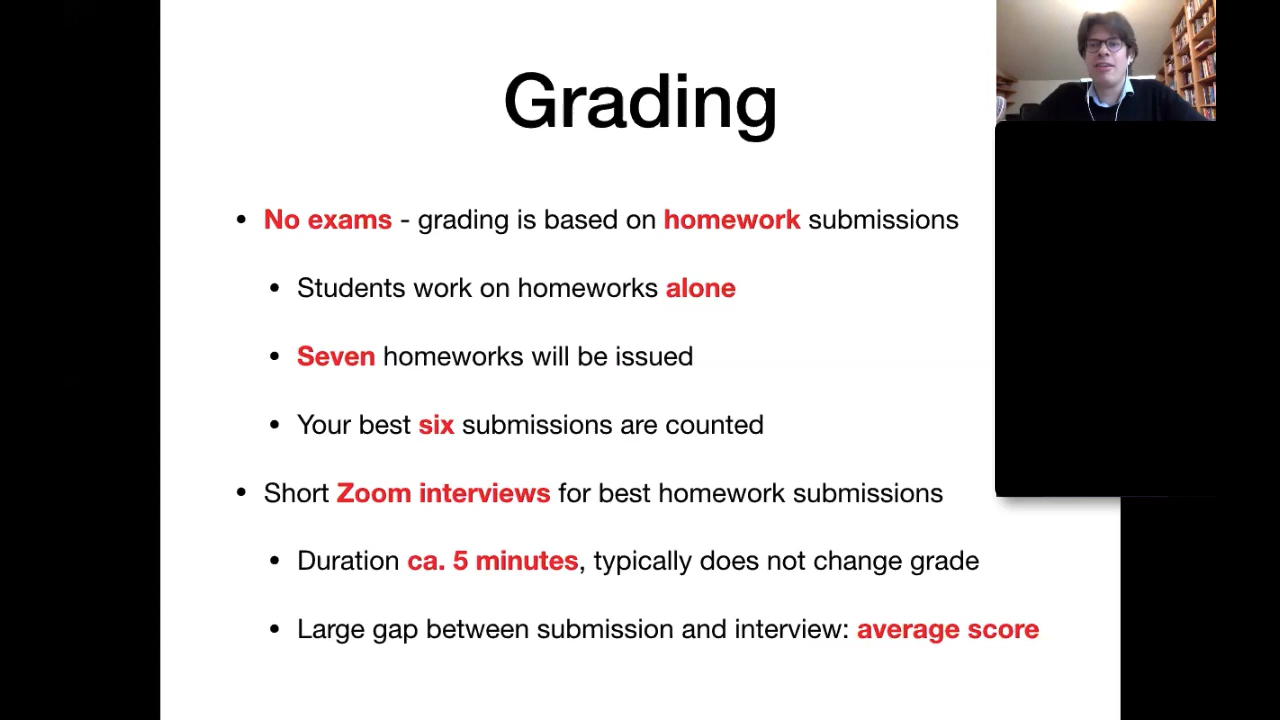 Grading
• No exams - grading is based on homework submissions
• Students work on homeworks alone
• Seven homeworks will be issued
• Your best six submissions are counted
• Short Zoom interviews for best homework submissions
• Duration ca. 5 minutes, typically does not change grade
• Large gap between submission and interview: average score